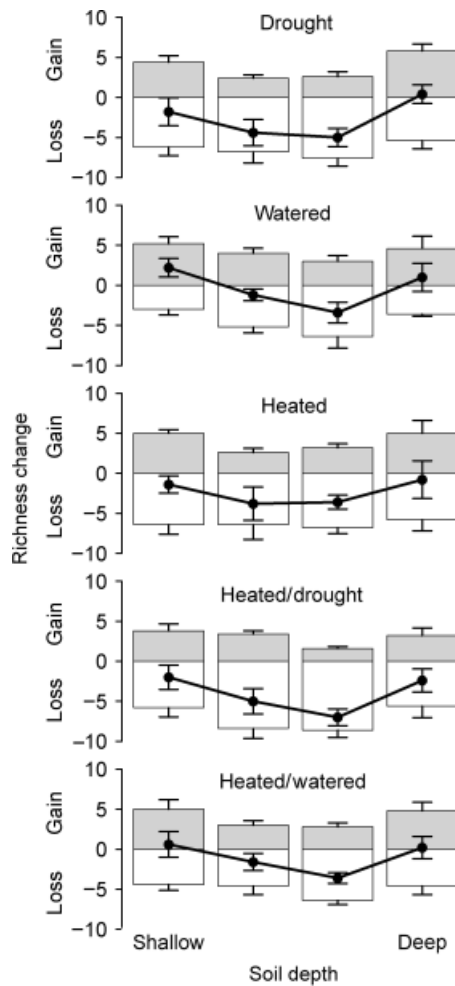 Drought
10
5
0
−5
−10
Gain
Loss
Watered
10
5
0
−5
−10
Gain
Loss
Heated
10
5
0
−5
−10
Gain
Loss
Richness change
Heated/drought
10
5
0
−5
−10
Gain
Loss
Heated/watered
10
5
0
−5
−10
Gain
Loss
Shallow Deep
Soil depth